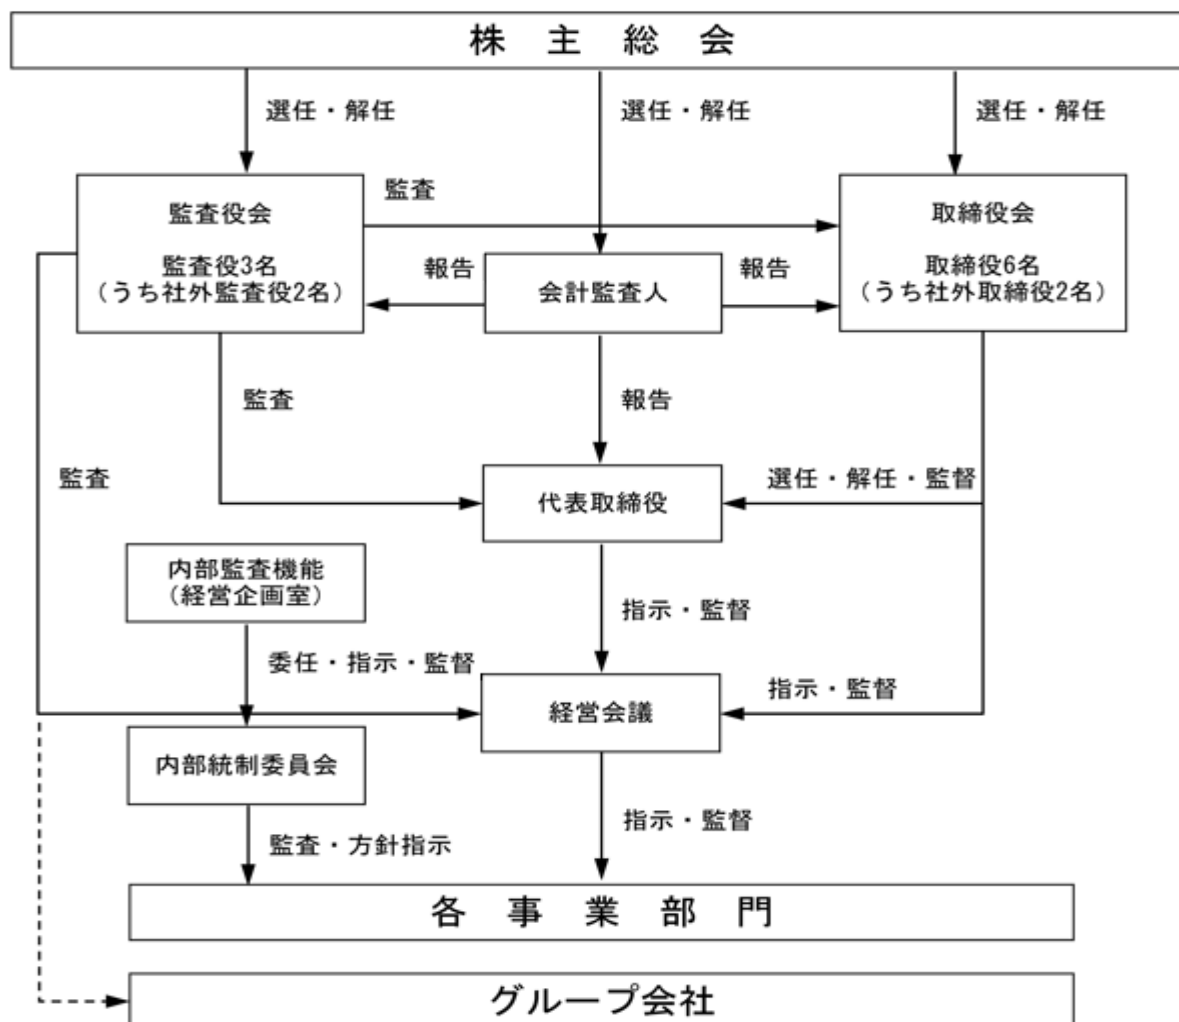 株主総会
選任・解任
選任・解任
選任・解任
監査役会
監査役3名
（うち社外監査役2名）
監査
取締役会
取締役6名
（うち社外取締役2名）
報告
会計監査人
報告
監査
報告
監査
代表取締役
選任・解任・監督
内部監査機能
（経営企画室）
指示・監督
委任・指示・監督
経営会議
指示・監督
内部統制委員会
指示・監督
監査・方針指示
各事業部門
グループ会社